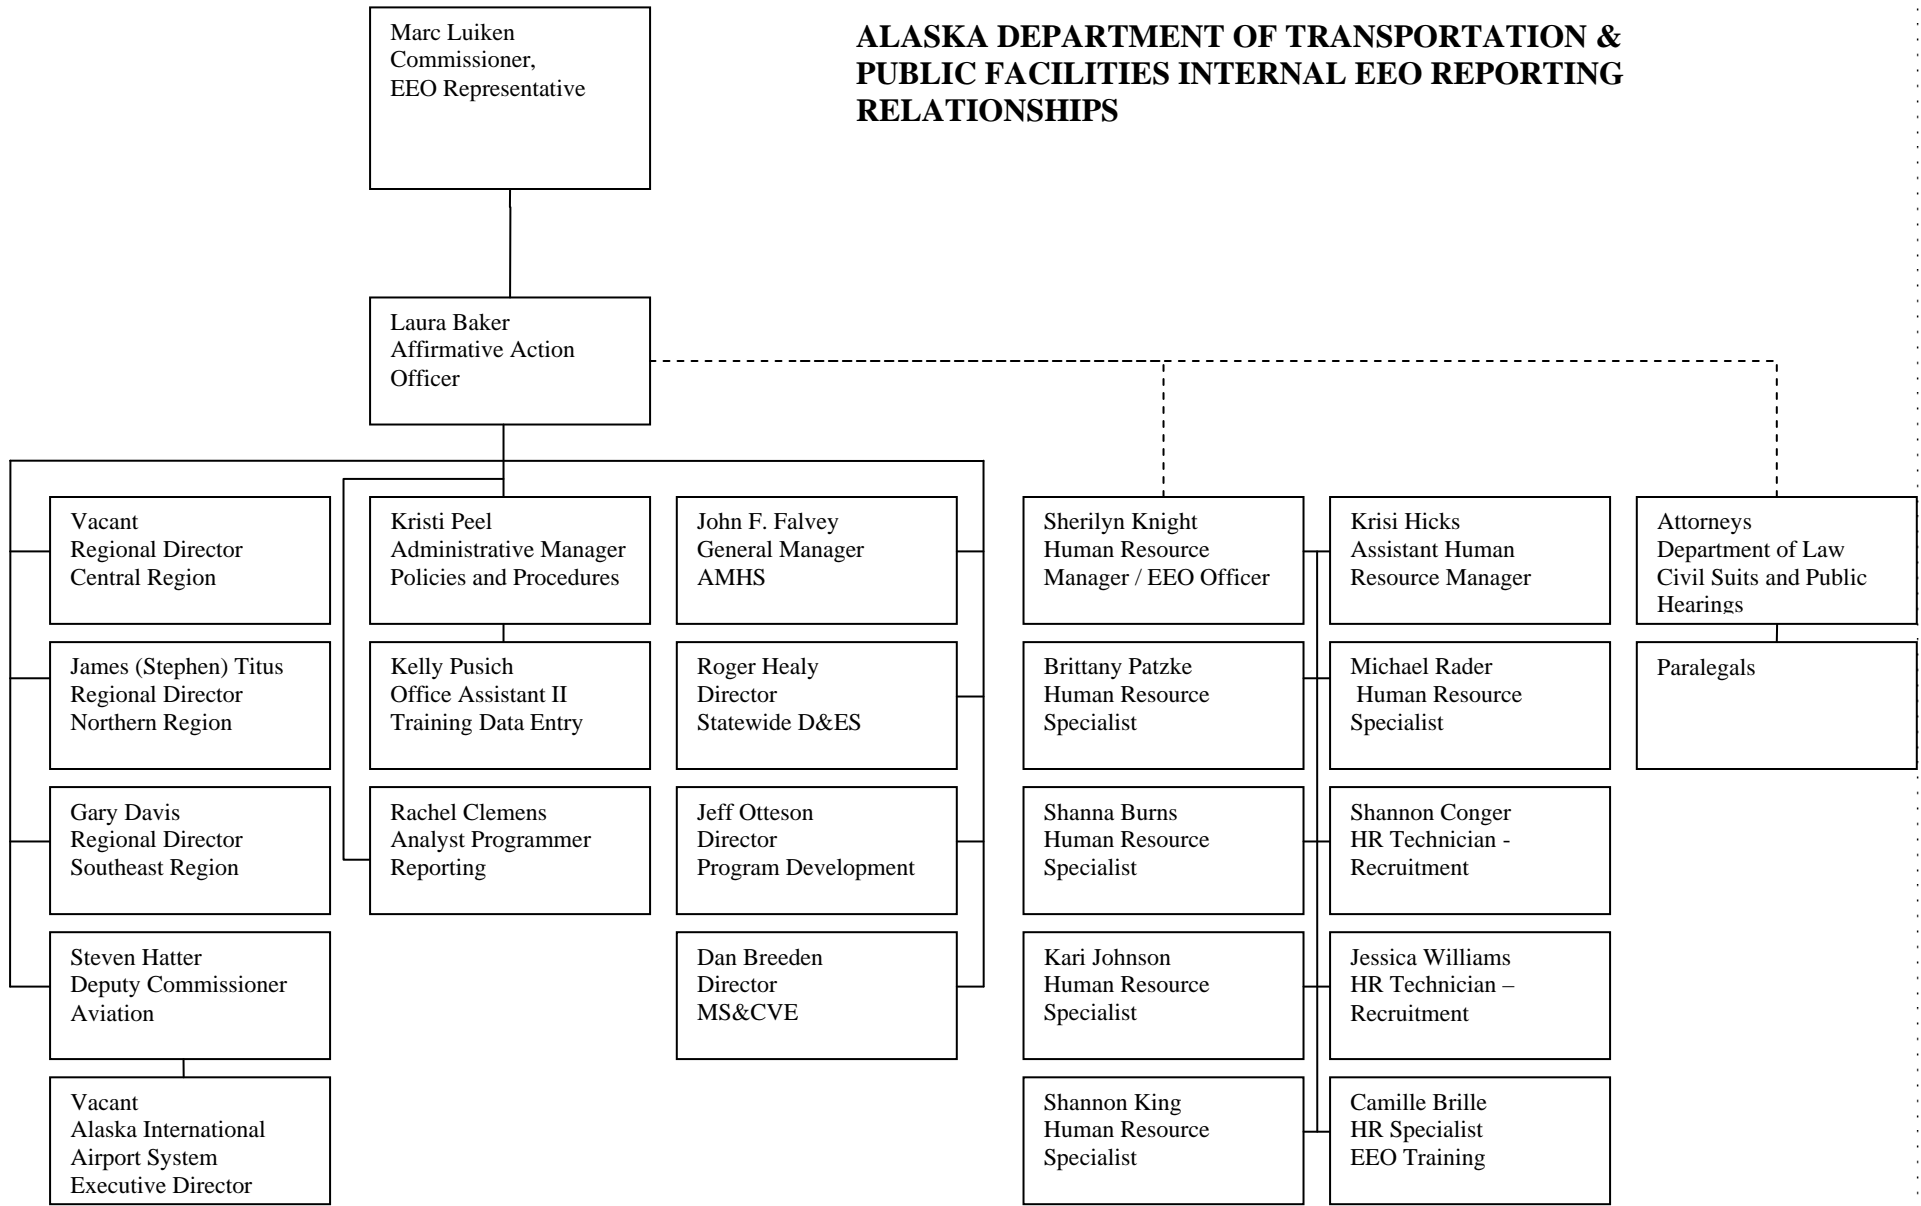 Marc Luiken
Commissioner,
EEO Representative
ALASKA DEPARTMENT OF TRANSPORTATION &
PUBLIC FACILITIES INTERNAL EEO REPORTING
RELATIONSHIPS
Laura Baker
Affirmative Action
Officer
Vacant
Regional Director
Central Region
James (Stephen) Titus
Regional Director
Northern Region
Gary Davis
Regional Director
Southeast Region
Steven Hatter
Deputy Commissioner
Aviation
Vacant
Alaska International
Airport System
Executive Director
Kristi Peel
Administrative Manager
Policies and Procedures
Kelly Pusich
Office Assistant II
Training Data Entry
Rachel Clemens
Analyst Programmer
Reporting
John F. Falvey
General Manager
AMHS
Roger Healy
Director
Statewide D&ES
Jeff Otteson
Director
Program Development
Dan Breeden
Director
MS&CVE
Sherilyn Knight
Human Resource
Manager / EEO Officer
Brittany Patzke
Human Resource
Specialist
Shanna Burns
Human Resource
Specialist
Kari Johnson
Human Resource
Specialist
Shannon King
Human Resource
Specialist
Krisi Hicks
Assistant Human
Resource Manager
Michael Rader
Human Resource
Specialist
Shannon Conger
HR Technician -
Recruitment
Jessica Williams
HR Technician –
Recruitment
Camille Brille
HR Specialist
EEO Training
Attorneys
Department of Law
Civil Suits and Public
Hearings
Paralegals